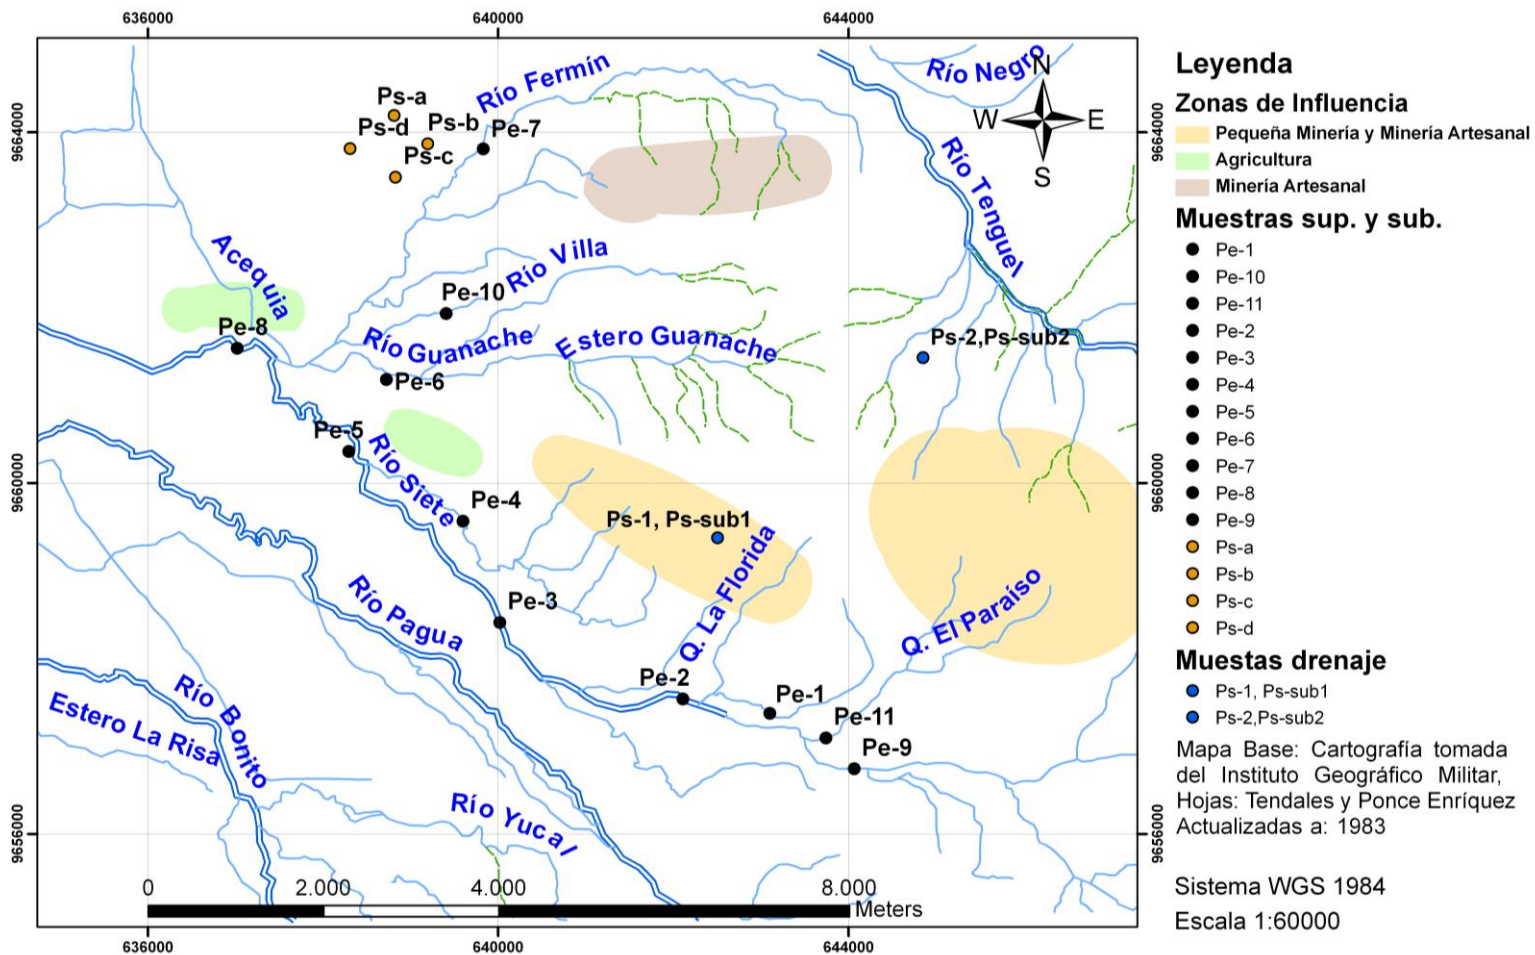 636000
640000
644000
Río Negro
N
W
E
S
Río Fermín
Ps-a
Ps-d
Ps-b
Pe-7
Ps-c
9664000
9664000
Río Tenguel
Acequia
Río Villa
Pe-10
Pe-8
Río Guanache
Estero Guanache
Ps-2,Ps-sub2
Pe-6
Pe-5
Río Siete
9660000
9660000
Pe-4
Ps-1, Ps-sub1
Q. La Florida
Pe-3
Río Pagua
Q. El Paraíso
Pe-2
Pe-1
Pe-11
Pe-9
Río Bonito
Estero La Risa
Río Yucal
9656000
9656000
0
2.000
4.000
8.000
Meters
636000
640000
644000
Leyenda
Zonas de Influencia
Pequeña Minería y Minería Artesanal
Agricultura
Minería Artesanal
Muestras sup. y sub.
Pe-1
Pe-10
Pe-11
Pe-2
Pe-3
Pe-4
Pe-5
Pe-6
Pe-7
Pe-8
Pe-9
Ps-a
Ps-b
Ps-c
Ps-d
Muestas drenaje
Ps-1, Ps-sub1
Ps-2,Ps-sub2
Mapa Base: Cartografía tomada
del Instituto Geográfico Militar,
Hojas: Tendales y Ponce Enríquez
Actualizadas a: 1983
Sistema WGS 1984
Escala 1:60000